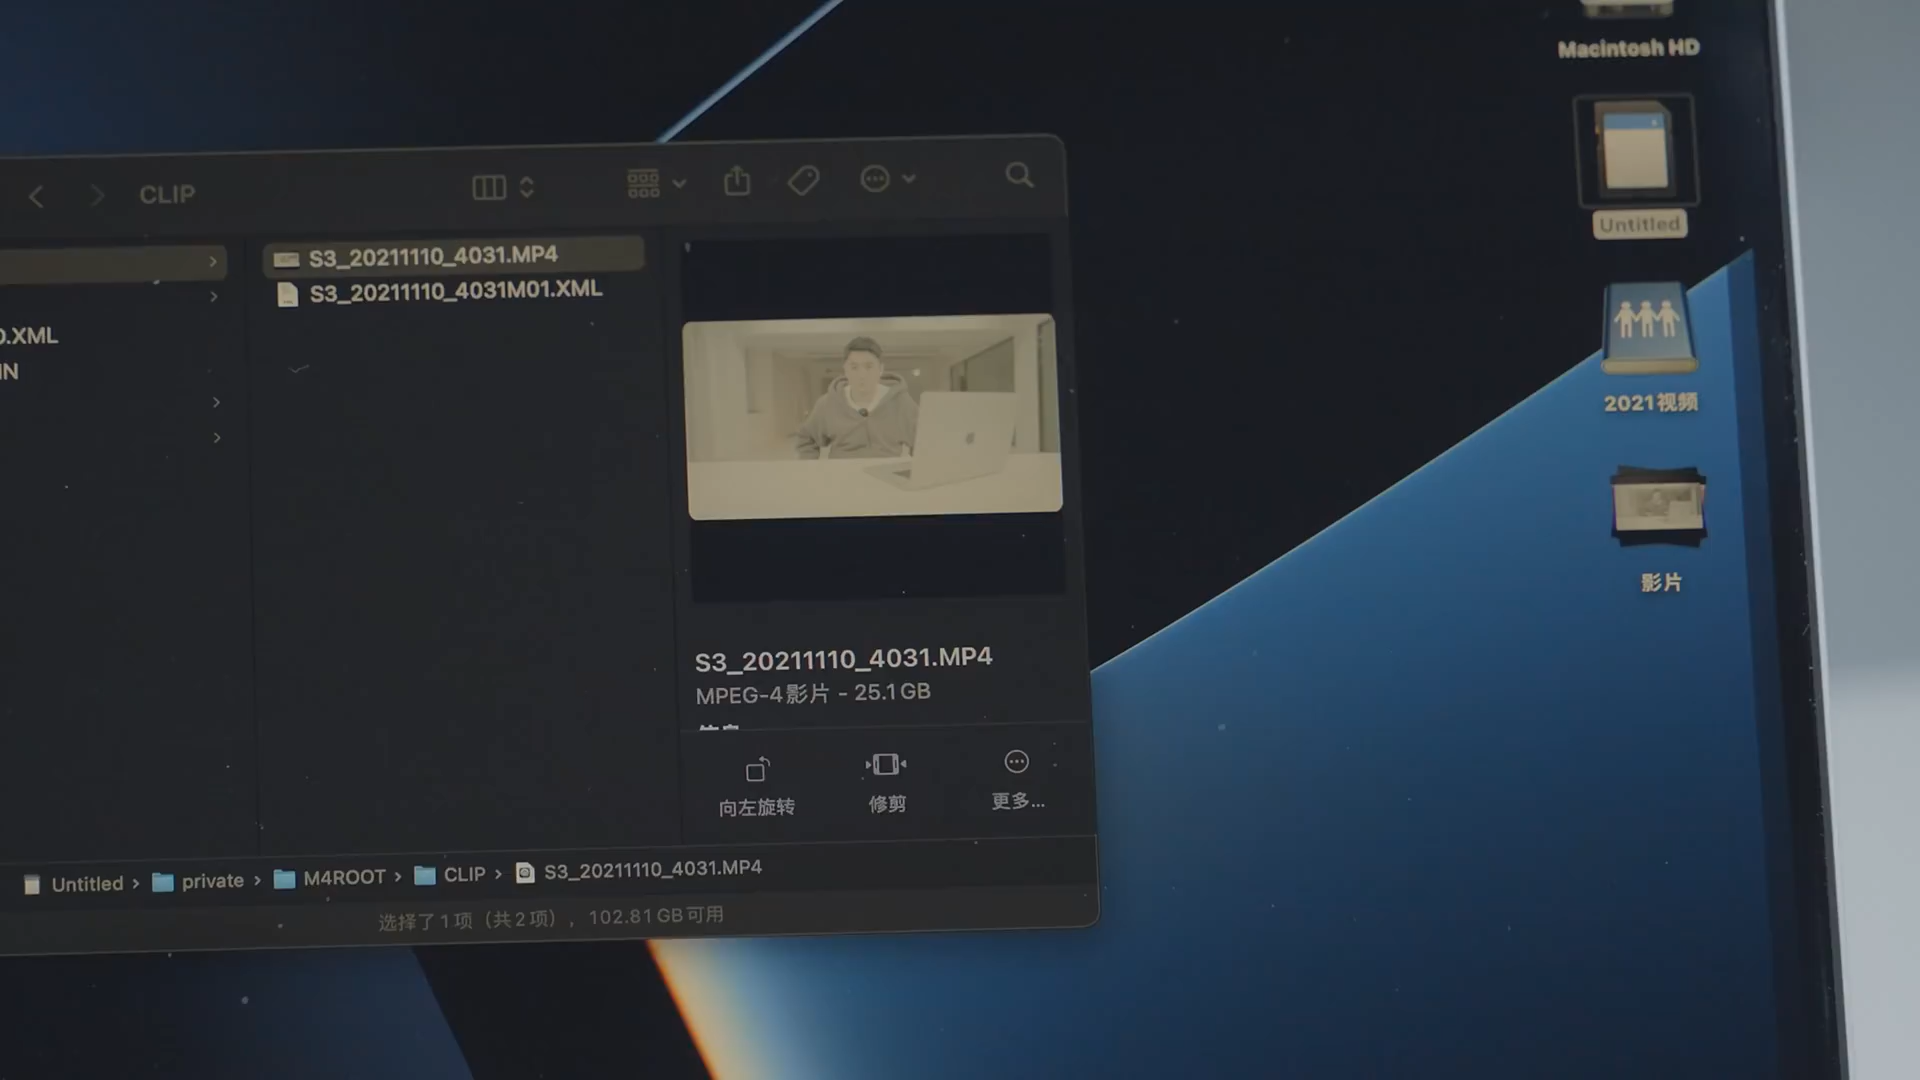 Macintosh HD
CLIP
Untitled
S3_20211110_4031.MP4
S3_20211110_4031M01.XML
.XML
IN
2021视频
影片
S3_20211110_4031.MP4
MPEG-4影片 - 25.1 GB
向左旋转
修剪
更多...
Untitled › private › M4ROOT › CLIP › S3_20211110_4031.MP4
选择了1项（共2项），102.81 GB可用